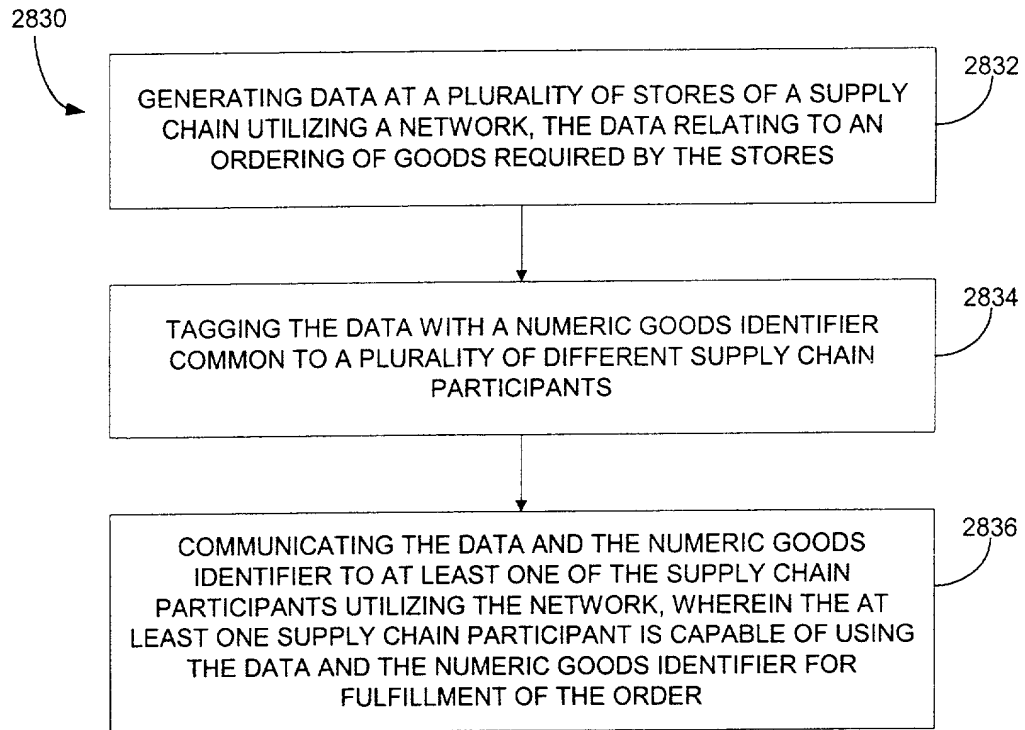 2830
2832
GENERATING DATA AT A PLURALITY OF STORES OF A SUPPLY
CHAIN UTILIZING A NETWORK, THE DATA RELATING TO AN
ORDERING OF GOODS REQUIRED BY THE STORES
2834
TAGGING THE DATA WITH A NUMERIC GOODS IDENTIFIER
COMMON TO A PLURALITY OF DIFFERENT SUPPLY CHAIN
PARTICIPANTS
2836
COMMUNICATING THE DATA AND THE NUMERIC GOODS
IDENTIFIER TO AT LEAST ONE OF THE SUPPLY CHAIN
PARTICIPANTS UTILIZING THE NETWORK, WHEREIN THE AT
LEAST ONE SUPPLY CHAIN PARTICIPANT IS CAPABLE OF USING
THE DATA AND THE NUMERIC GOODS IDENTIFIER FOR
FULFILLMENT OF THE ORDER